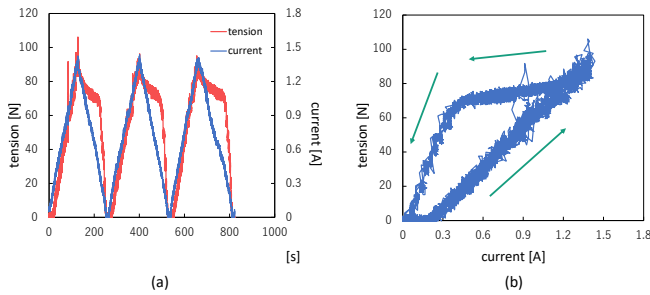 120
100
80
60
40
20
0
tension [N]
tension
current
1.8
1.5
1.2
0.9
0.6
0.3
0
current [A]
0 200 400 600 800 1000
[s]
(a)
120
100
80
60
40
20
0
tension [N]
0 0.3 0.6 0.9 1.2 1.5 1.8
current [A]
(b)